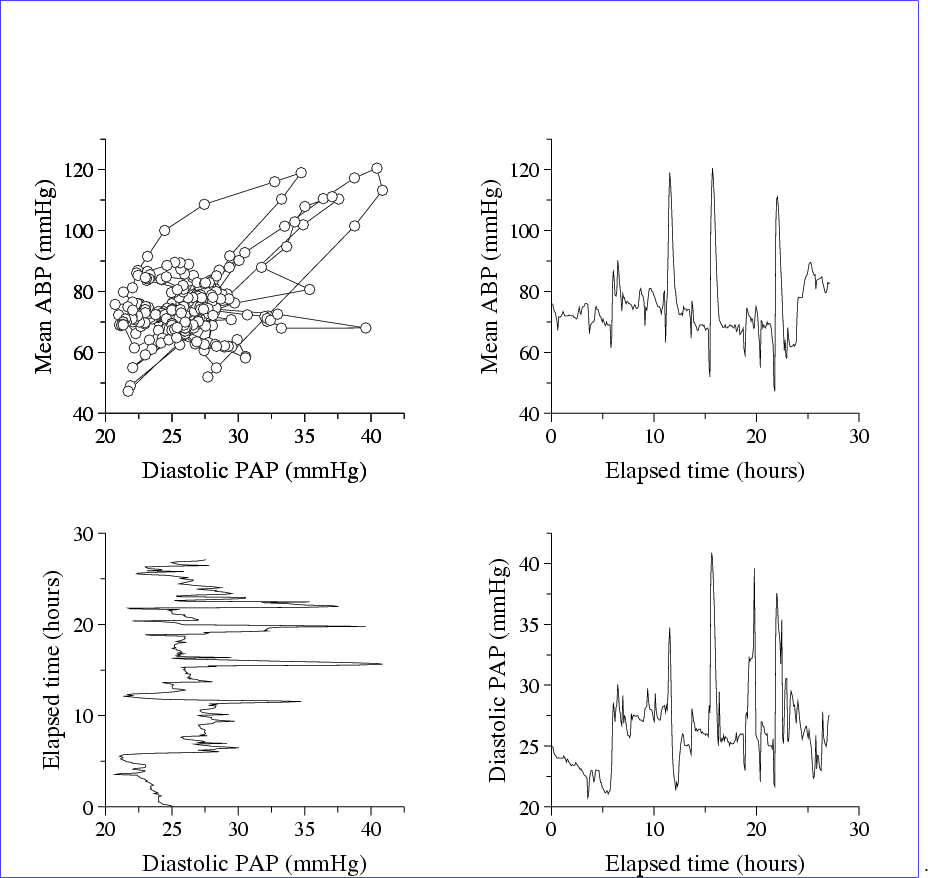 120
100
80
60
40
Mean ABP (mmHg)
20 25 30 35 40
Diastolic PAP (mmHg)
120
100
80
60
40
Mean ABP (mmHg)
0 10 20 30
Elapsed time (hours)
30
20
10
0
Elapsed time (hours)
20 25 30 35 40
Diastolic PAP (mmHg)
40
35
30
25
20
Diastolic PAP (mmHg)
0 10 20 30
Elapsed time (hours)
.